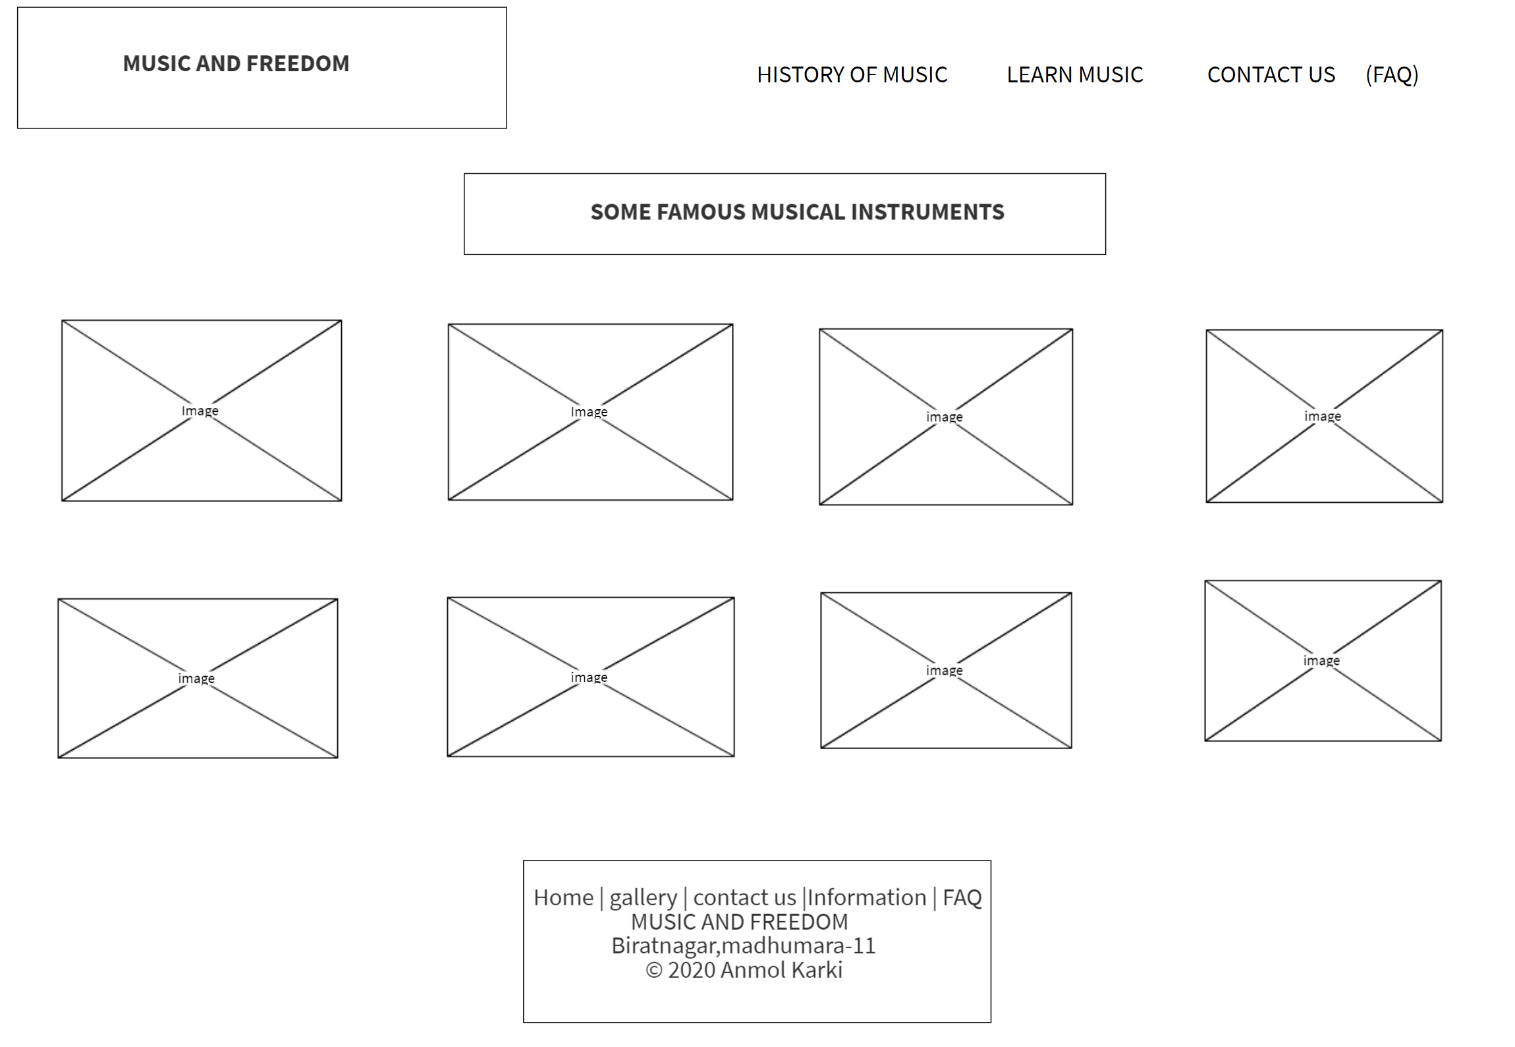 MUSIC AND FREEDOM
HISTORY OF MUSIC LEARN MUSIC CONTACT US (FAQ)
SOME FAMOUS MUSICAL INSTRUMENTS
Image Image image image
image image image image
Home | gallery | contact us |Information | FAQ
MUSIC AND FREEDOM
Biratnagar,madhumara-11
© 2020 Anmol Karki